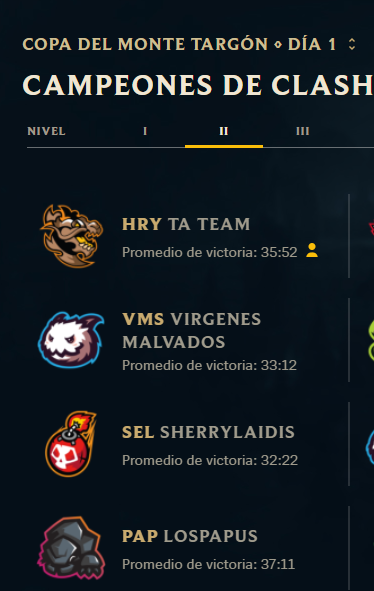 COPA DEL MONTE TARGÓN ⋄ DÍA 1
CAMPEONES DE CLASH
NIVEL I II III
HRY TA TEAM
Promedio de victoria: 35:52
VMS VIRGENES
MALVADOS
Promedio de victoria: 33:12
SEL SHERRYLAIDIS
Promedio de victoria: 32:22
PAP LOSPAPUS
Promedio de victoria: 37:11